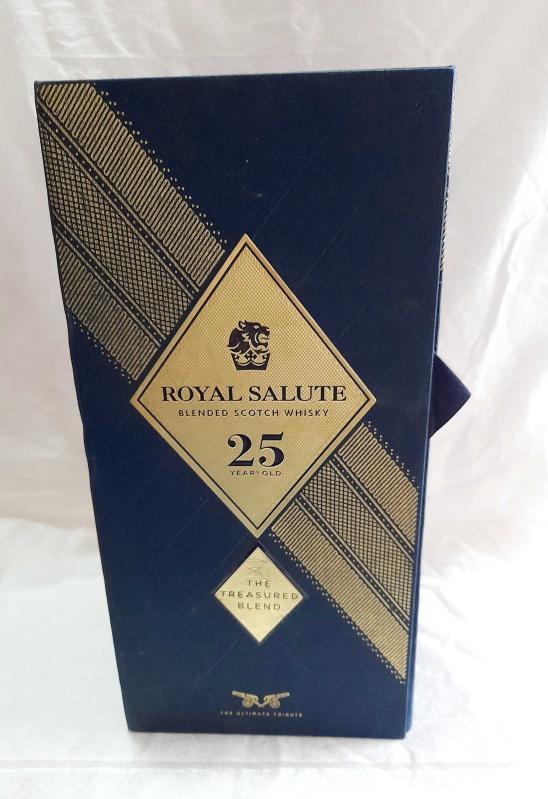 ROYAL SALUTE
BLENDED SCOTCH WHISKY
25
YEARS OLD
THE
TREASURED
BLEND
THE ULTIMATE TRIBUTE